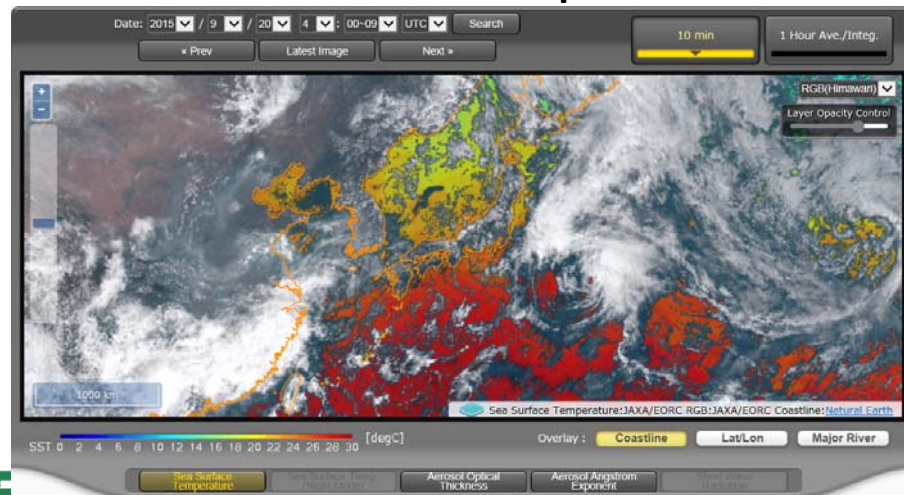 Date: 2015 / 9 / 20 4 : 00-09 UTC Search
« Prev Latest Image Next »
10 min
1 Hour Ave./Integ.
+
-
RGB(Himawari)
Layer Opacity Control
1000 km
Sea Surface Temperature:JAXA/EORC RGB:JAXA/EORC Coastline:Natural Earth
SST 0 2 4 6 8 10 12 14 16 18 20 22 24 26 28 30 [degC]
Overlay : Coastline Lat/Lon Major River
Sea Surface Temperature
Aerosol Optical Thickness
Aerosol Angstrom Exponent